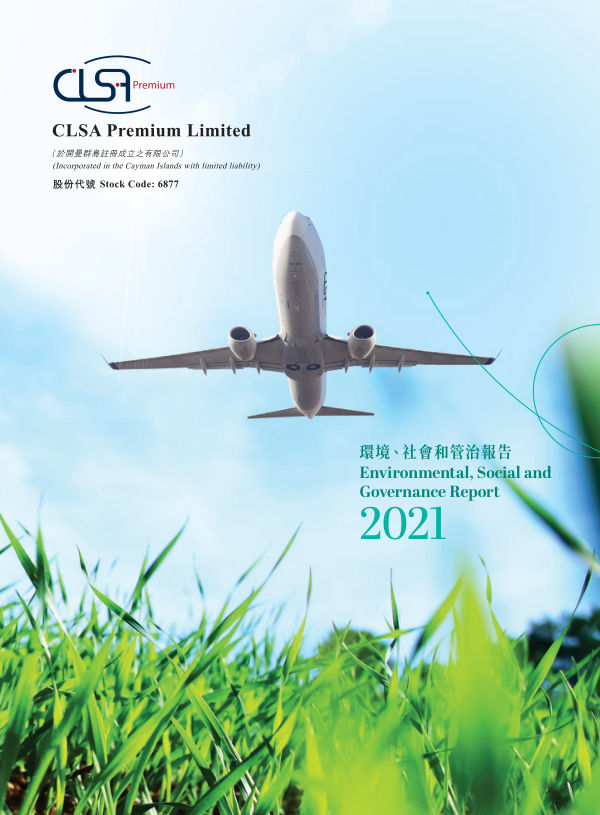 CLSA Premium
CLSA Premium Limited
(於開曼群島註冊成立之有限公司)
(Incorporated in the Cayman Islands with limited liability)
股份代號 Stock Code: 6877
環境、社會和管治報告
Environmental, Social and
Governance Report
2021